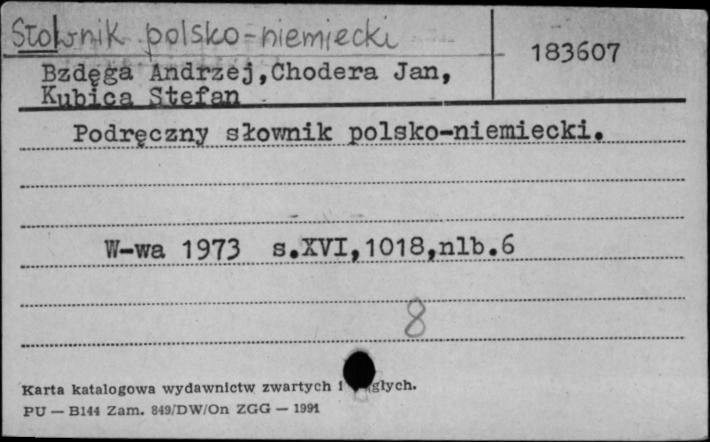 Słownik polsko-niemiecki
183607
Bzdęga Andrzej,Chodera Jan,
Kubica Stefan
Podręczny słownik polsko-niemiecki.
W-wa 1973 s.XVI,1018,nlb.6
8
Karta katalogowa wydawnictw zwartych i
PU — B144 Zam. 849/DW/On ZGG — 1991